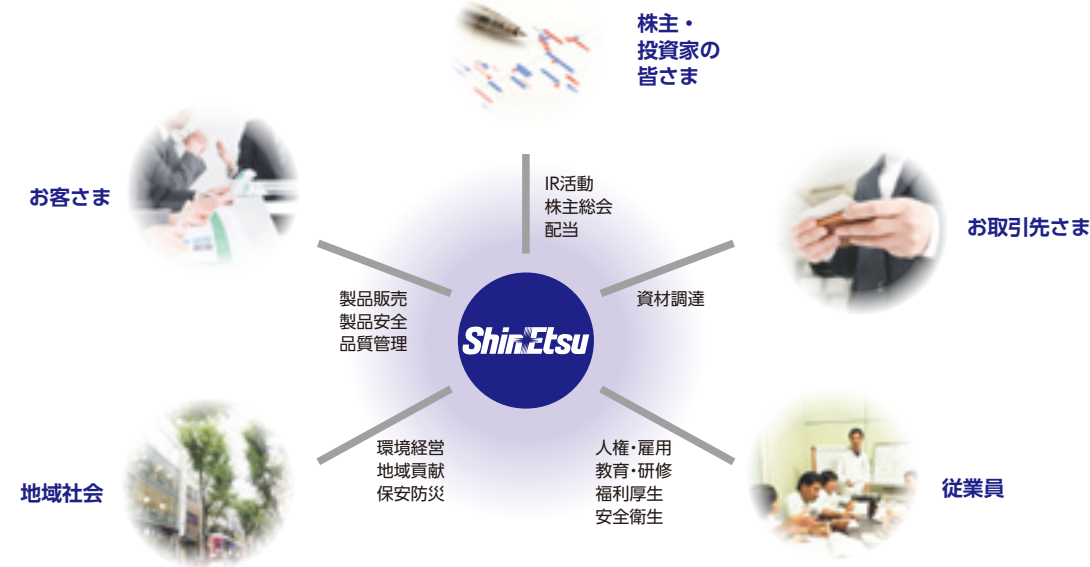 株主・
投資家の
皆さま
お客さま
IR活動
株主総会
配当
お取引先さま
製品販売
製品安全
品質管理
資材調達
ShinEtsu
環境経営
地域貢献
保安防災
人権・雇用
教育・研修
福利厚生
安全衛生
地域社会
従業員